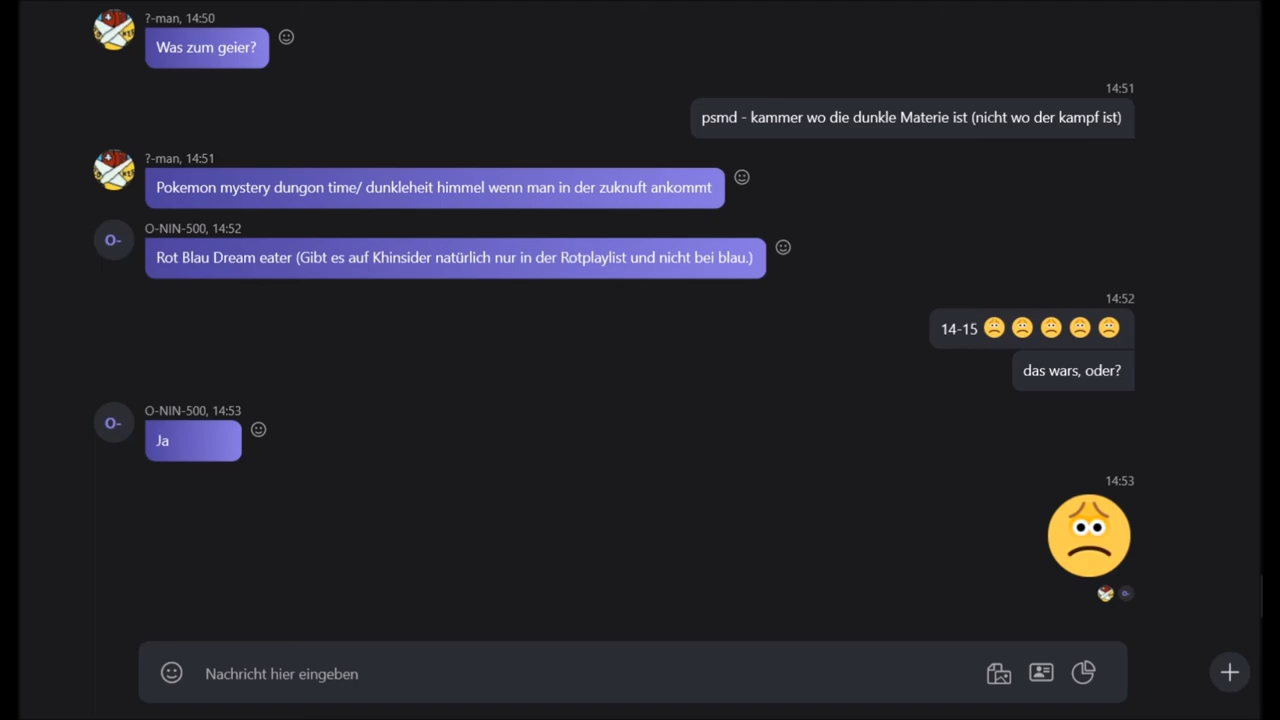 ?-man, 14:50
Was zum geier?
14:51
psmd - kammer wo die dunkle Materie ist (nicht wo der kampf ist)
?-man, 14:51
Pokemon mystery dungon time/ dunkleheit himmel wenn man in der zuknuft ankommt
O-NIN-500, 14:52
O-
Rot Blau Dream eater (Gibt es auf Khinsider natürlich nur in der Rotplaylist und nicht bei blau.)
14:52
14-15 😟 😟 😟 😟 😟
das wars, oder?
O-NIN-500, 14:53
O-
Ja
14:53
O-
Nachricht hier eingeben